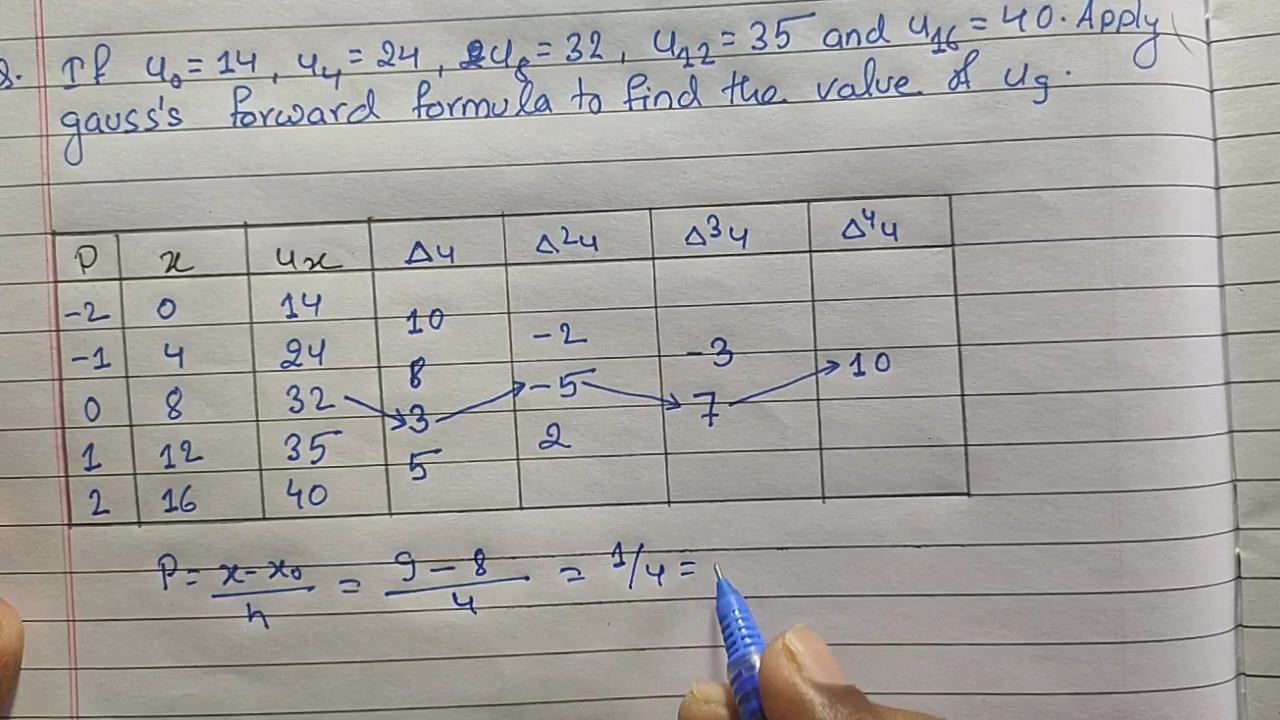 8. If u₀ = 14, u₄ = 24, u₈ = 32, u₁₂ = 35 and u₁₆ = 40. Apply
gauss's forward formula to find the value of u₉.
P x ux Δu Δ²u Δ³u Δ⁴u
-2 0 14
10
-1 4 24 -2
8 -3
0 8 32 -5 10
3 7
1 12 35 2
5
2 16 40
P = x - x₀ / h = 9 - 8 / 4 = 1/4 =